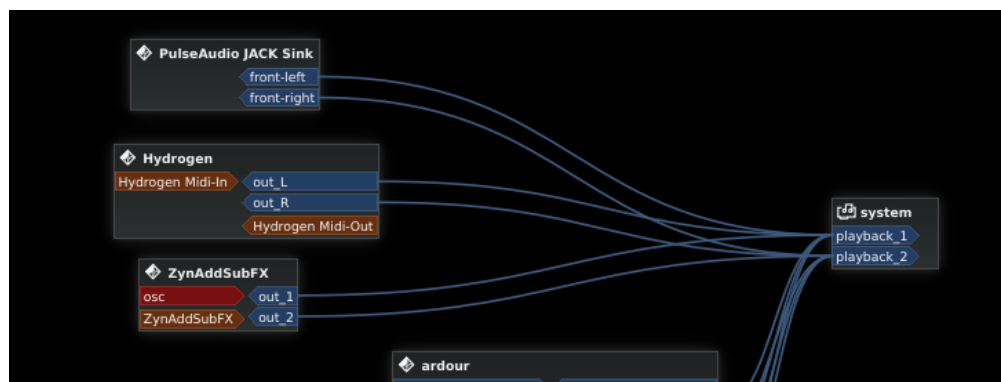 PulseAudio JACK Sink
front-left
front-right
Hydrogen
Hydrogen Midi-In
out_L
out_R
Hydrogen Midi-Out
ZynAddSubFX
osc
out_1
ZynAddSubFX
out_2
system
playback_1
playback_2
ardour